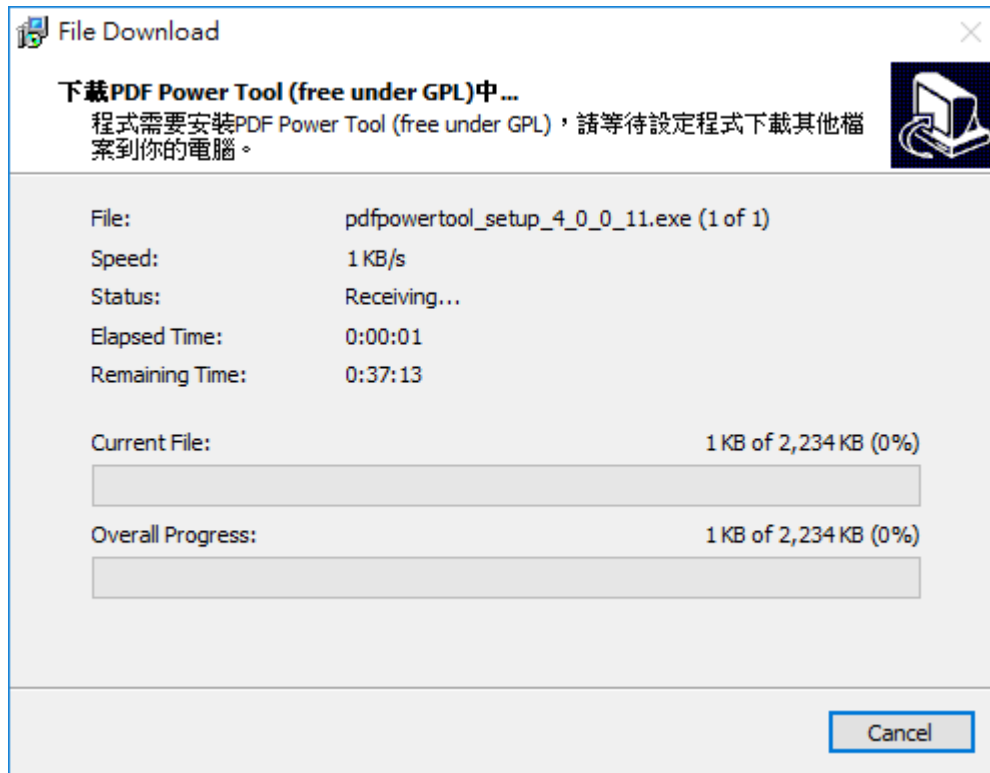 File Download
下載PDF Power Tool (free under GPL)中...
程式需要安裝PDF Power Tool (free under GPL)，請等待設定程式下載其他檔
案到你的電腦。
File: pdfpowertool_setup_4_0_0_11.exe (1 of 1)
Speed: 1 KB/s
Status: Receiving...
Elapsed Time: 0:00:01
Remaining Time: 0:37:13
Current File: 1 KB of 2,234 KB (0%)
Overall Progress: 1 KB of 2,234 KB (0%)
Cancel